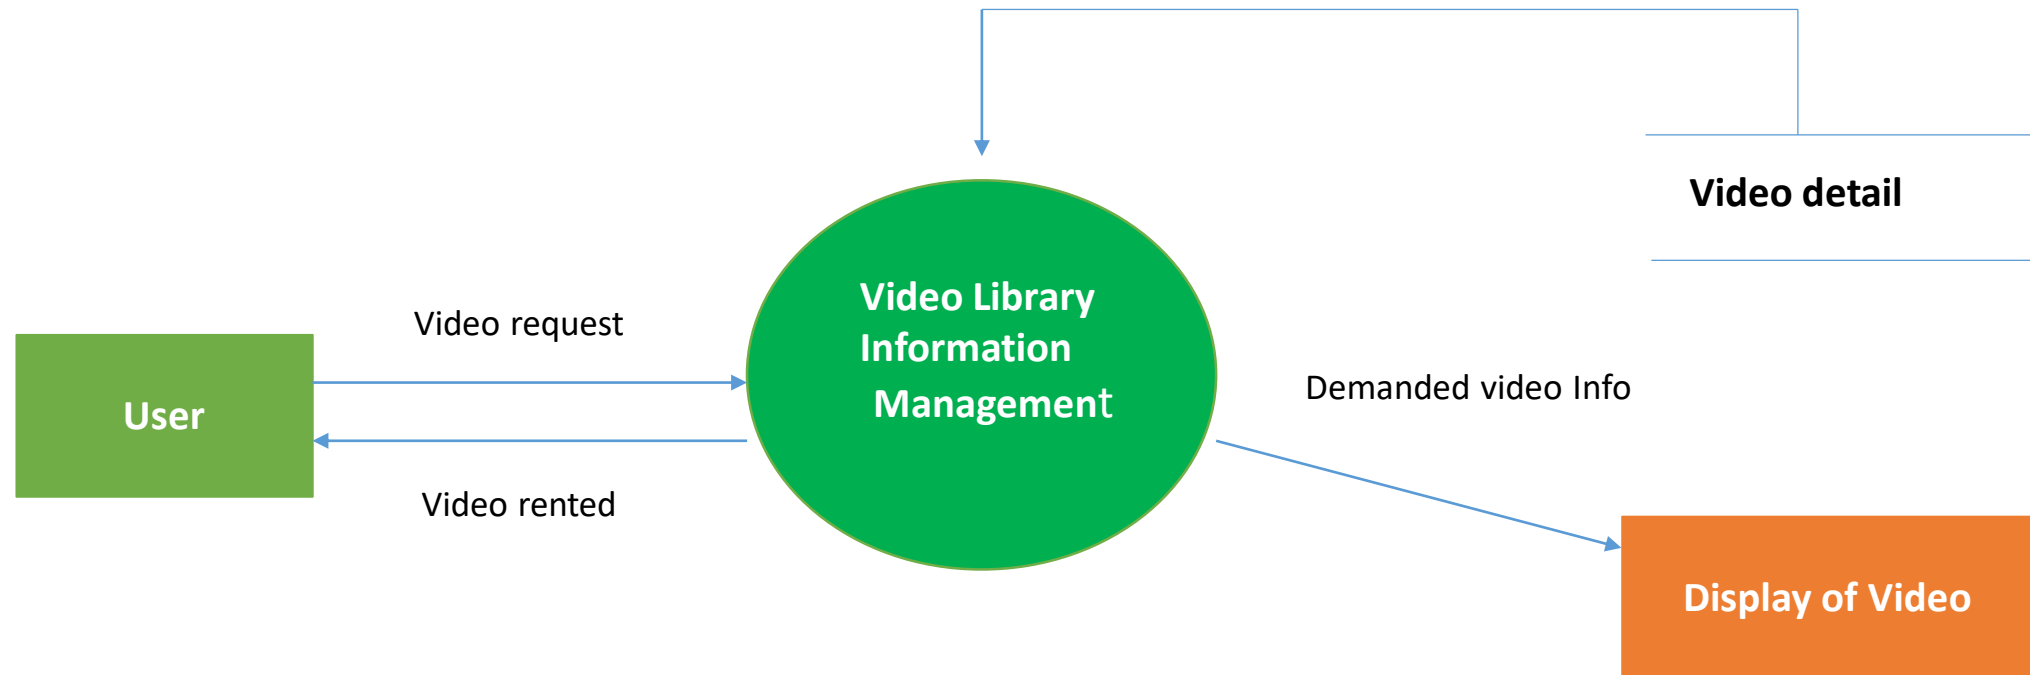 Video detail
Video Library
Information
Management
Video request
User
Video rented
Demanded video Info
Display of Video